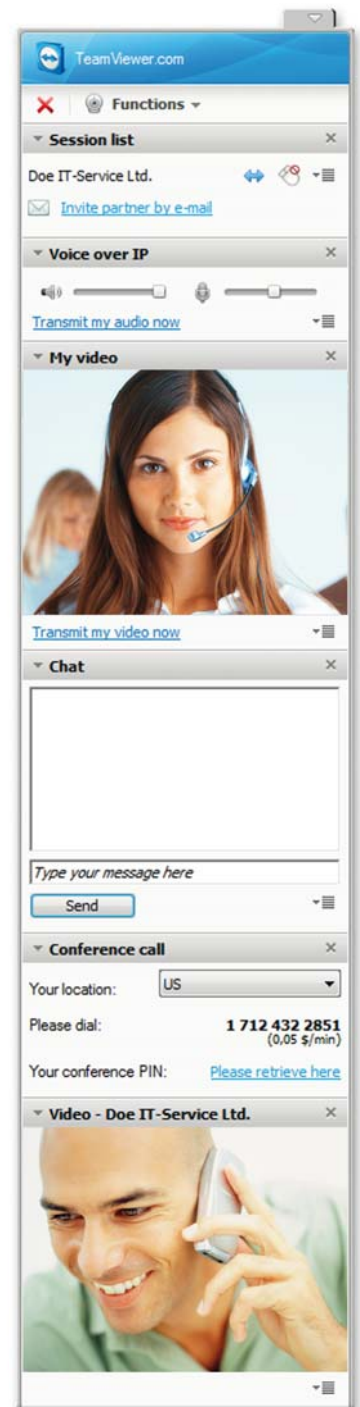 TeamViewer.com
Functions
Session list
Doe IT-Service Ltd.
Invite partner by e-mail
Voice over IP
Transmit my audio now
My video
Transmit my video now
Chat
Type your message here
Send
Conference call
Your location: US
Please dial: 1 712 432 2851
(0,05 $/min)
Your conference PIN: Please retrieve here
Video - Doe IT-Service Ltd.